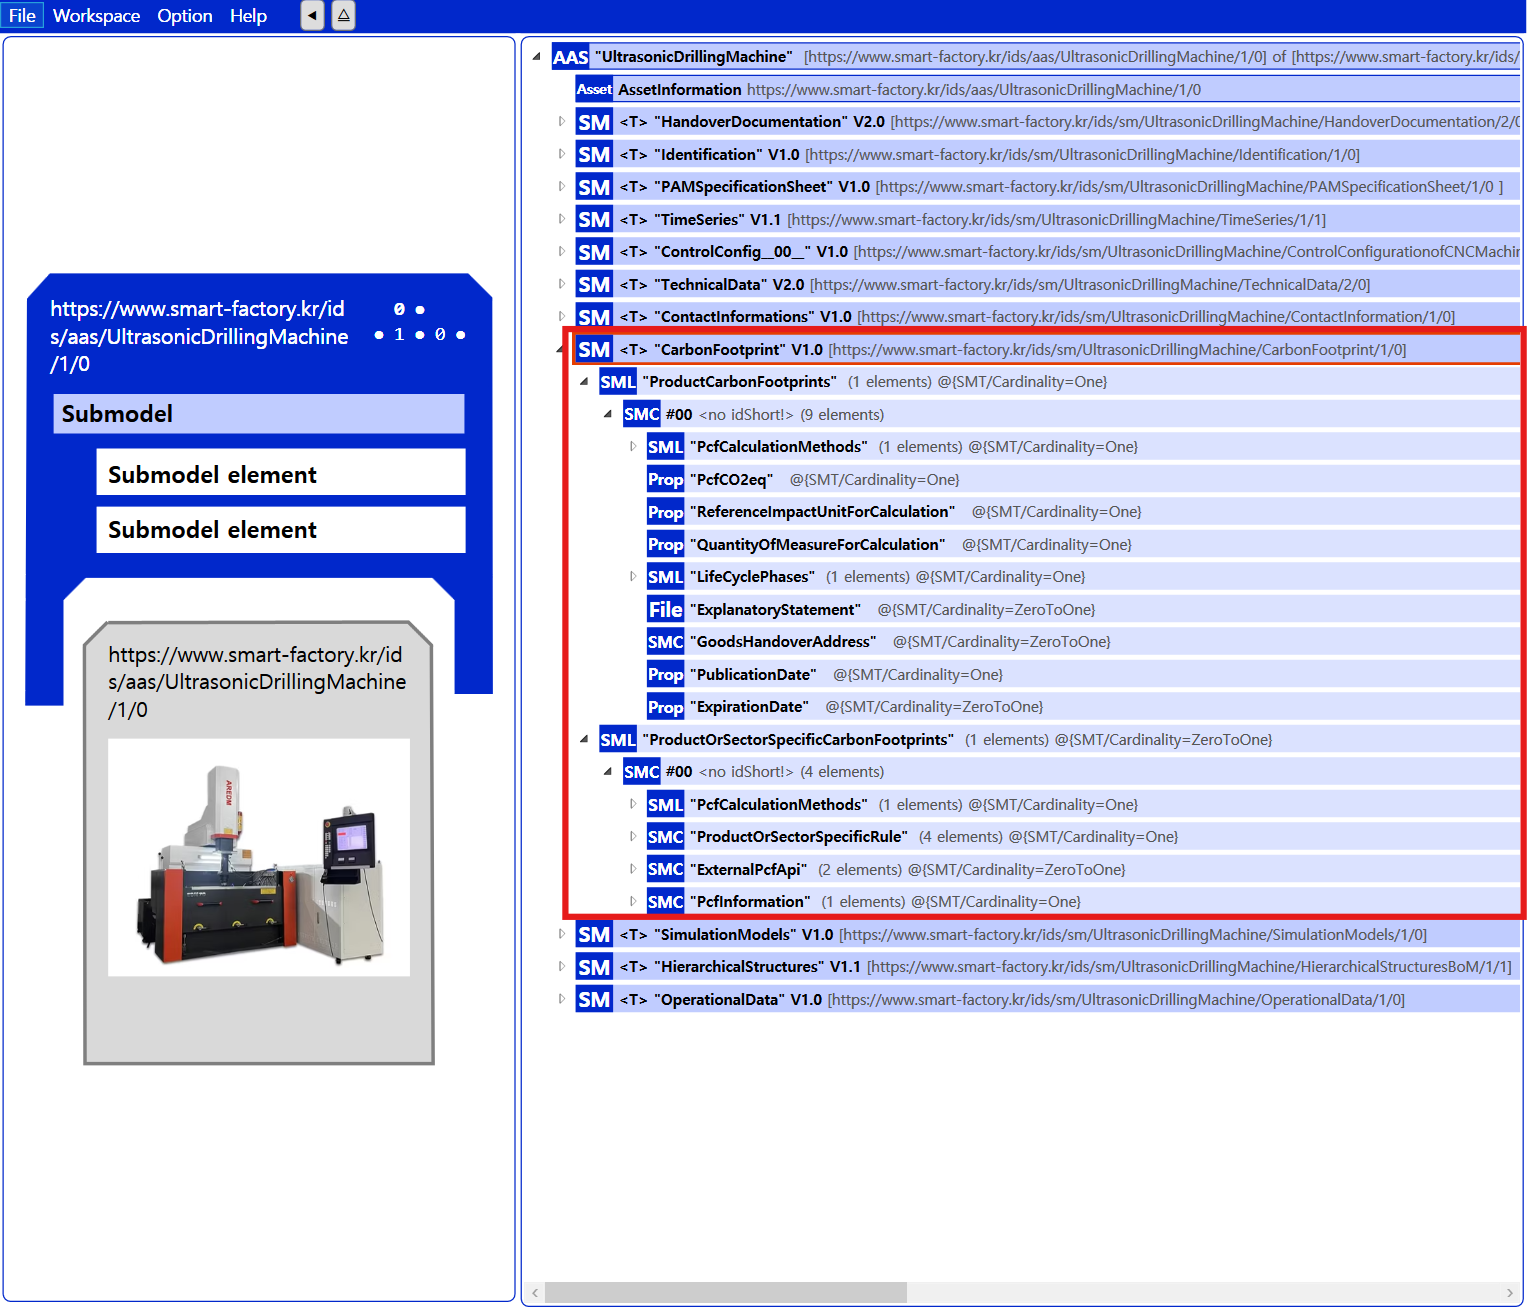 File Workspace Option Help
https://www.smart-factory.kr/id
s/aas/UltrasonicDrillingMachine
/1/0
0
1 0
Submodel
Submodel element
Submodel element
https://www.smart-factory.kr/id
s/aas/UltrasonicDrillingMachine
/1/0
AREDM
AAS "UltrasonicDrillingMachine" [https://www.smart-factory.kr/ids/aas/UltrasonicDrillingMachine/1/0] of [https://www.smart-factory.kr/ids/
Asset AssetInformation https://www.smart-factory.kr/ids/aas/UltrasonicDrillingMachine/1/0
SM <T> "HandoverDocumentation" V2.0 [https://www.smart-factory.kr/ids/sm/UltrasonicDrillingMachine/HandoverDocumentation/2/0
SM <T> "Identification" V1.0 [https://www.smart-factory.kr/ids/sm/UltrasonicDrillingMachine/Identification/1/0]
SM <T> "PAMSpecificationSheet" V1.0 [https://www.smart-factory.kr/ids/sm/UltrasonicDrillingMachine/PAMSpecificationSheet/1/0 ]
SM <T> "TimeSeries" V1.1 [https://www.smart-factory.kr/ids/sm/UltrasonicDrillingMachine/TimeSeries/1/1]
SM <T> "ControlConfig__00__" V1.0 [https://www.smart-factory.kr/ids/sm/UltrasonicDrillingMachine/ControlConfigurationofCNCMachin
SM <T> "TechnicalData" V2.0 [https://www.smart-factory.kr/ids/sm/UltrasonicDrillingMachine/TechnicalData/2/0]
SM <T> "ContactInformations" V1.0 [https://www.smart-factory.kr/ids/sm/UltrasonicDrillingMachine/ContactInformation/1/0]
SM <T> "CarbonFootprint" V1.0 [https://www.smart-factory.kr/ids/sm/UltrasonicDrillingMachine/CarbonFootprint/1/0]
SML "ProductCarbonFootprints" (1 elements) @{SMT/Cardinality=One}
SMC #00 <no idShort!> (9 elements)
SML "PcfCalculationMethods" (1 elements) @{SMT/Cardinality=One}
Prop "PcfCO2eq" @{SMT/Cardinality=One}
Prop "ReferenceImpactUnitForCalculation" @{SMT/Cardinality=One}
Prop "QuantityOfMeasureForCalculation" @{SMT/Cardinality=One}
SML "LifeCyclePhases" (1 elements) @{SMT/Cardinality=One}
File "ExplanatoryStatement" @{SMT/Cardinality=ZeroToOne}
SMC "GoodsHandoverAddress" @{SMT/Cardinality=ZeroToOne}
Prop "PublicationDate" @{SMT/Cardinality=One}
Prop "ExpirationDate" @{SMT/Cardinality=ZeroToOne}
SML "ProductOrSectorSpecificCarbonFootprints" (1 elements) @{SMT/Cardinality=ZeroToOne}
SMC #00 <no idShort!> (4 elements)
SML "PcfCalculationMethods" (1 elements) @{SMT/Cardinality=One}
SMC "ProductOrSectorSpecificRule" (4 elements) @{SMT/Cardinality=One}
SMC "ExternalPcfApi" (2 elements) @{SMT/Cardinality=ZeroToOne}
SMC "PcfInformation" (1 elements) @{SMT/Cardinality=One}
SM <T> "SimulationModels" V1.0 [https://www.smart-factory.kr/ids/sm/UltrasonicDrillingMachine/SimulationModels/1/0]
SM <T> "HierarchicalStructures" V1.1 [https://www.smart-factory.kr/ids/sm/UltrasonicDrillingMachine/HierarchicalStructuresBoM/1/1]
SM <T> "OperationalData" V1.0 [https://www.smart-factory.kr/ids/sm/UltrasonicDrillingMachine/OperationalData/1/0]